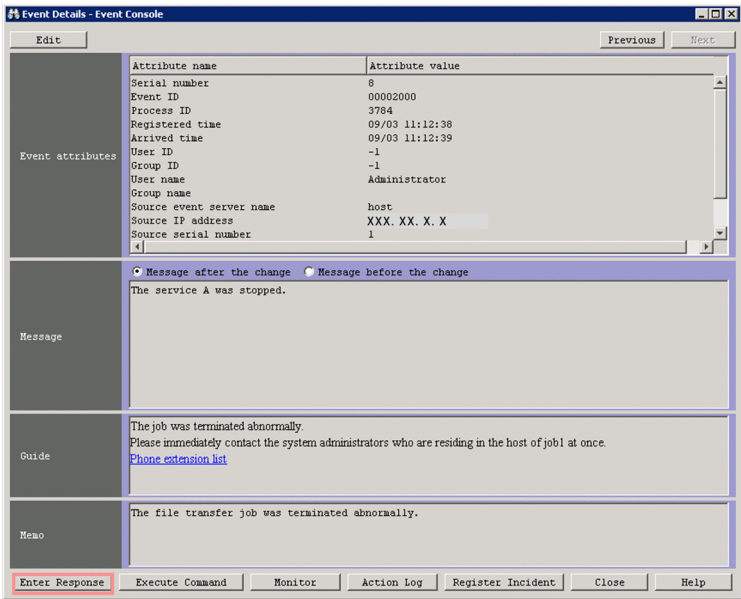 Event Details - Event Console
Edit
Previous
Next
Event attributes
Attribute name Attribute value
Serial number 8
Event ID 00002000
Process ID 3784
Registered time 09/03 11:12:38
Arrived time 09/03 11:12:39
User ID -1
Group ID -1
User name Administrator
Group name
Source event server name host
Source IP address XXX. XX. X. X
Source serial number 1
Message after the change Message before the change
Message
The service A was stopped.
Guide
The job was terminated abnormally.
Please immediately contact the system administrators who are residing in the host of job1 at once.
Phone extension list
Memo
The file transfer job was terminated abnormally.
Enter Response Execute Command Monitor Action Log Register Incident Close Help